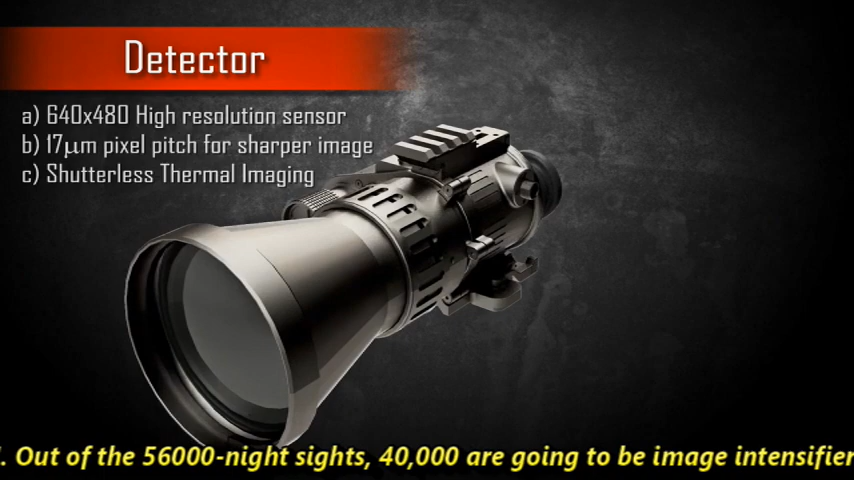 Detector
a) 640x480 High resolution sensor
b) 17µm pixel pitch for sharper image
c) Shutterless Thermal Imaging
. Out of the 56000-night sights, 40,000 are going to be image intensifier